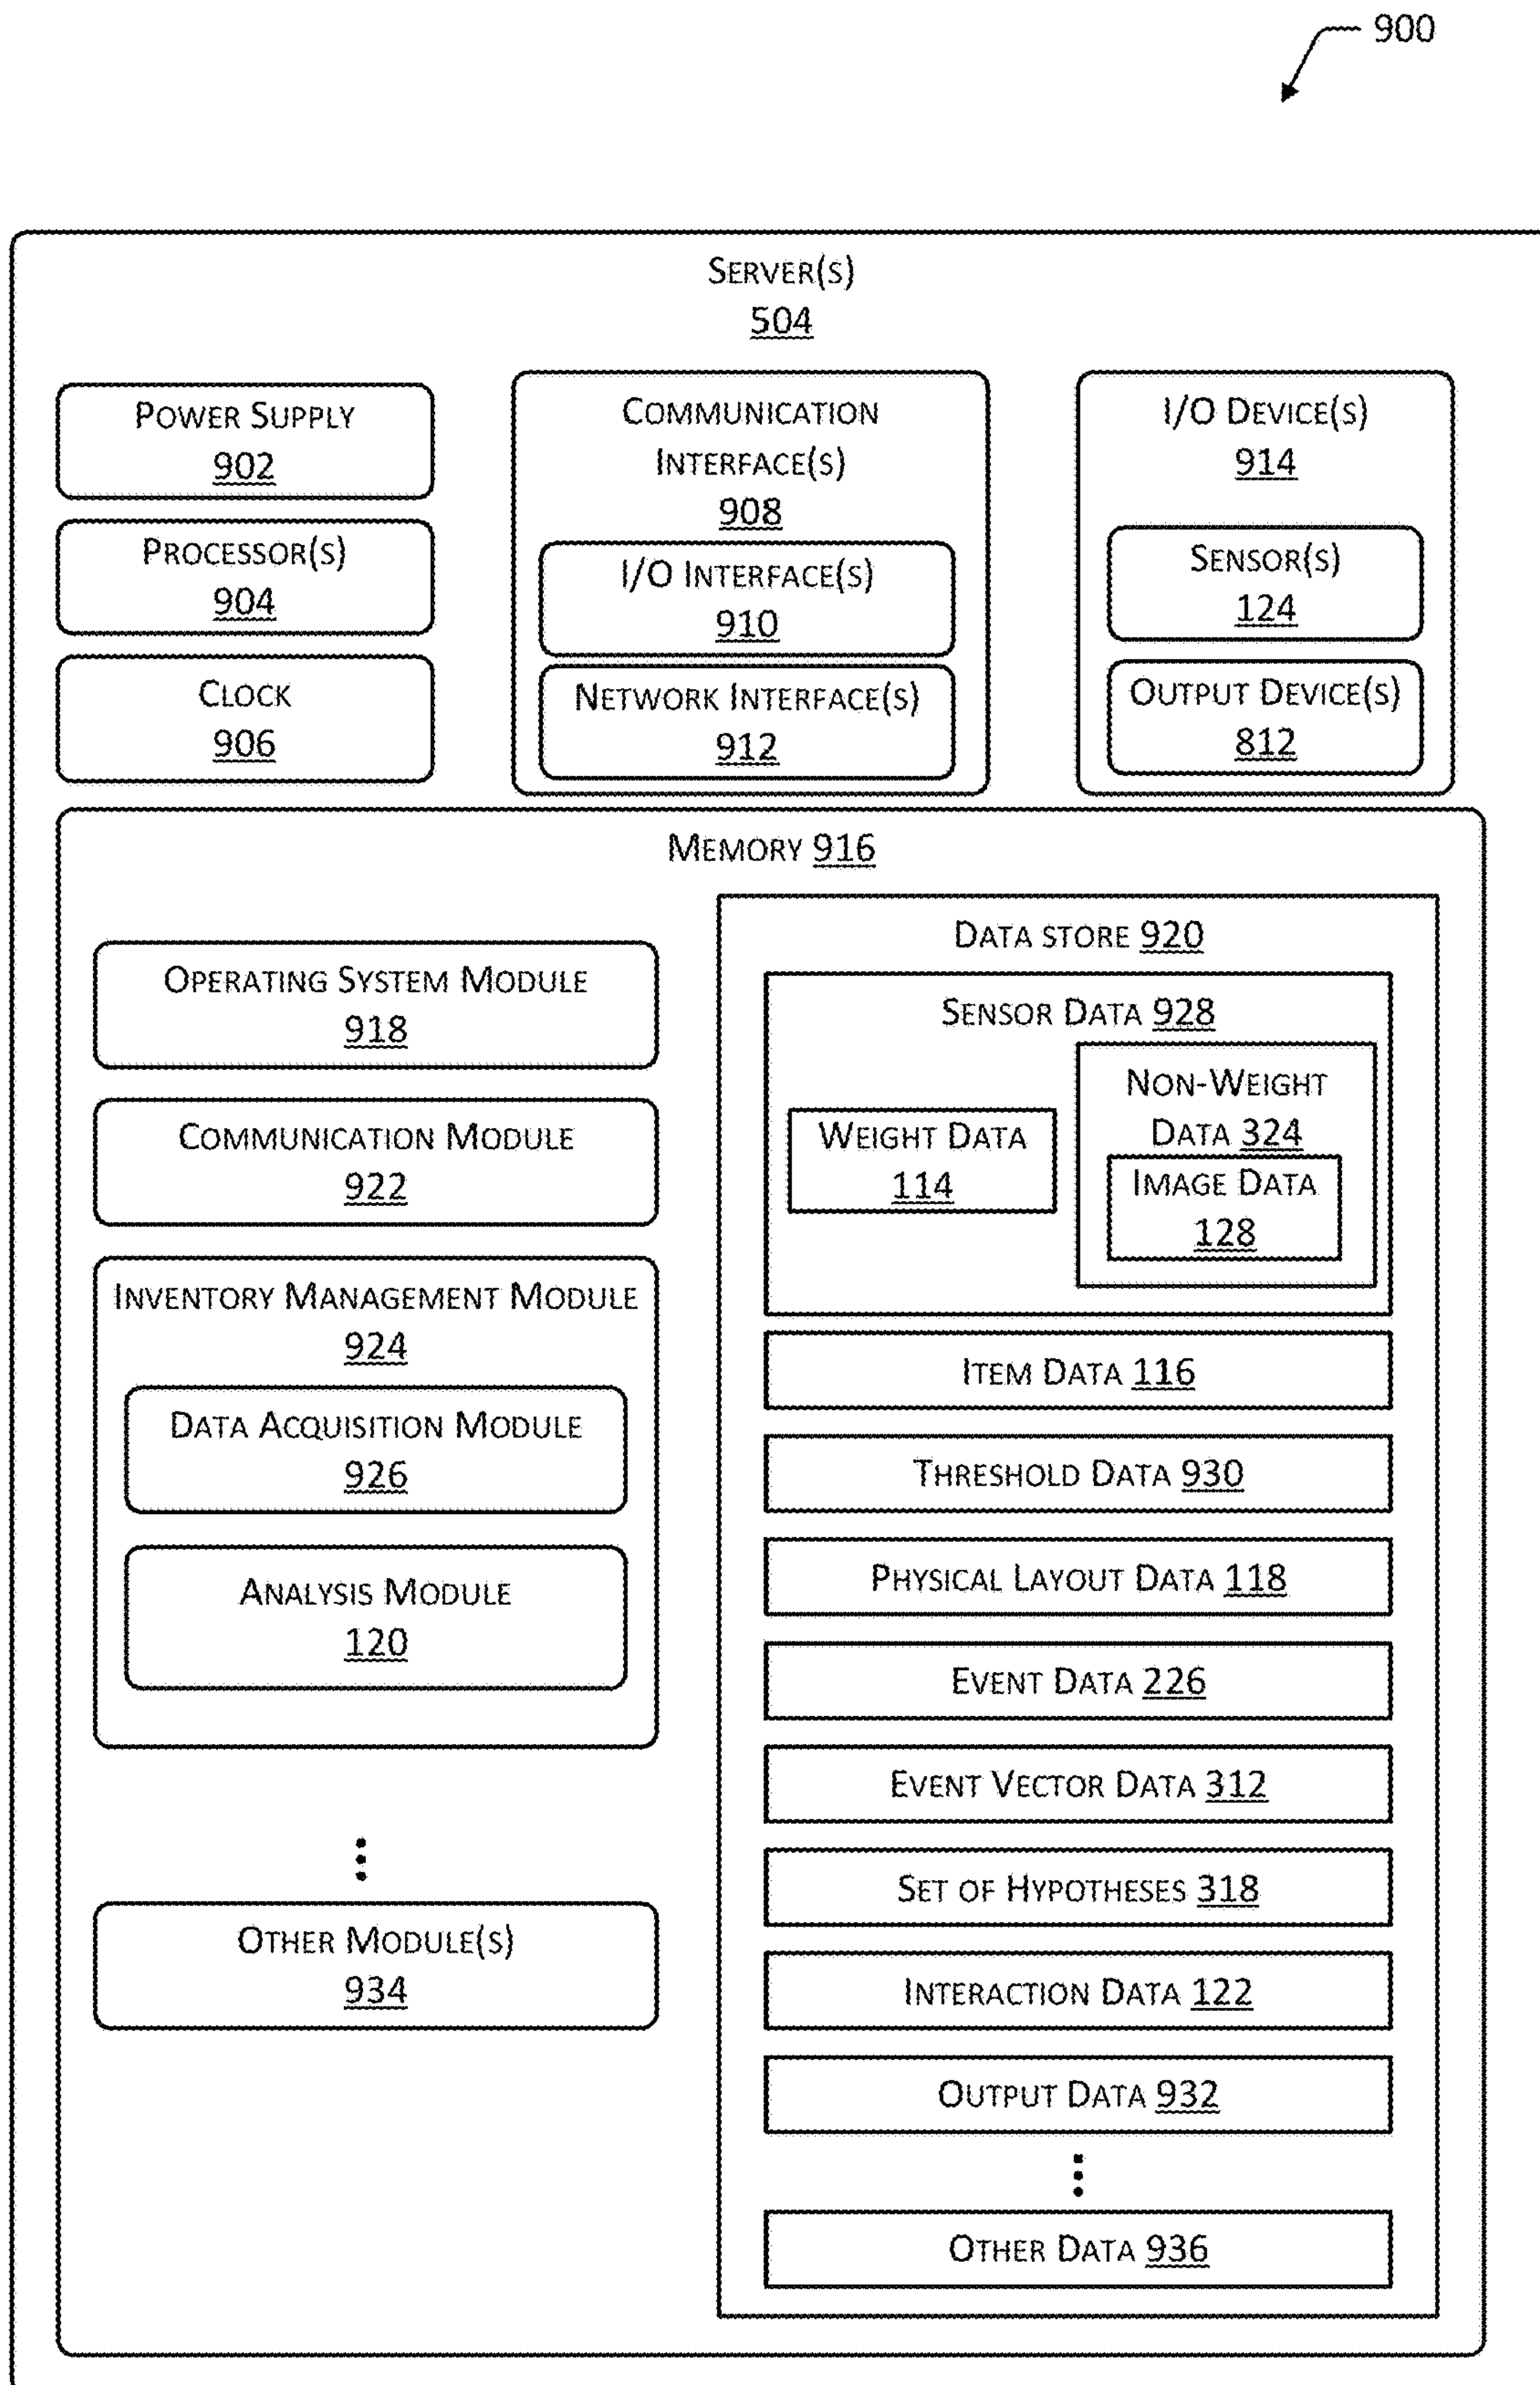 900
SERVER(S)
504
POWER SUPPLY
902
PROCESSOR(S)
904
CLOCK
906
COMMUNICATION
INTERFACE(S)
908
I/O INTERFACE(S)
910
NETWORK INTERFACE(S)
912
I/O DEVICE(S)
914
SENSOR(S)
124
OUTPUT DEVICE(S)
812
MEMORY 916
OPERATING SYSTEM MODULE
918
COMMUNICATION MODULE
922
INVENTORY MANAGEMENT MODULE
924
DATA ACQUISITION MODULE
926
ANALYSIS MODULE
120
OTHER MODULE(S)
934
DATA STORE 920
SENSOR DATA 928
WEIGHT DATA
114
NON-WEIGHT
DATA 324
IMAGE DATA
128
ITEM DATA 116
THRESHOLD DATA 930
PHYSICAL LAYOUT DATA 118
EVENT DATA 226
EVENT VECTOR DATA 312
SET OF HYPOTHESES 318
INTERACTION DATA 122
OUTPUT DATA 932
OTHER DATA 936